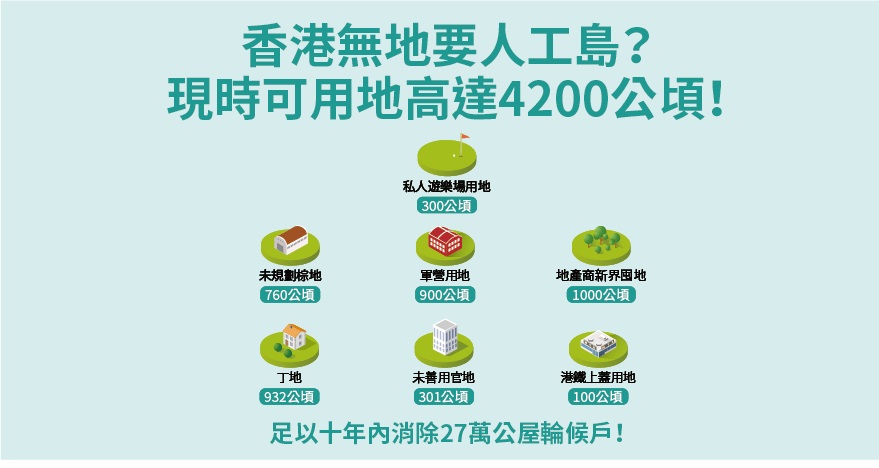 香港無地要人工島？
現時可用地高達4200公頃！
私人遊樂場用地
300公頃
未規劃棕地
760公頃
軍營用地
900公頃
地產商新界囤地
1000公頃
丁地
932公頃
未善用官地
301公頃
港鐵上蓋用地
100公頃
足以十年內消除27萬公屋輪候戶！